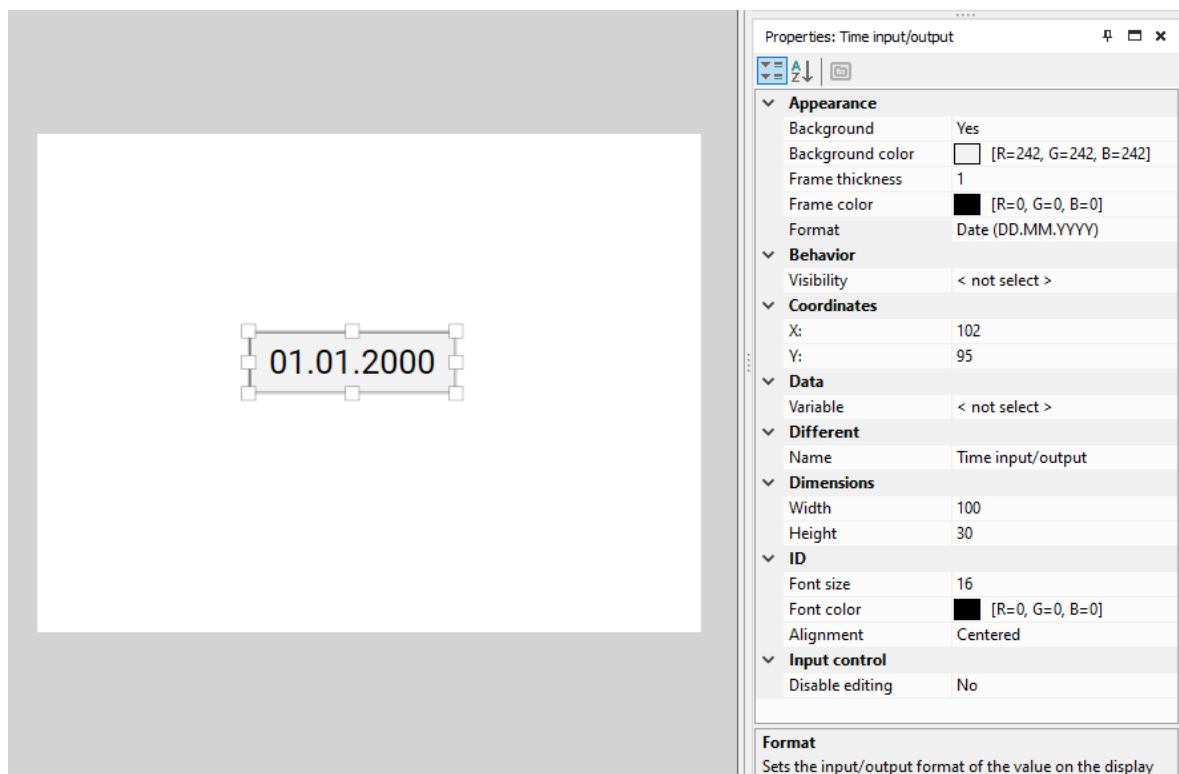 Properties: Time input/output
Appearance
Background Yes
Background color [R=242, G=242, B=242]
Frame thickness 1
Frame color [R=0, G=0, B=0]
Format Date (DD.MM.YYYY)
Behavior
Visibility < not select >
Coordinates
X: 102
Y: 95
Data
Variable < not select >
Different
Name Time input/output
Dimensions
Width 100
Height 30
ID
Font size 16
Font color [R=0, G=0, B=0]
Alignment Centered
Input control
Disable editing No
Format
Sets the input/output format of the value on the display
01.01.2000